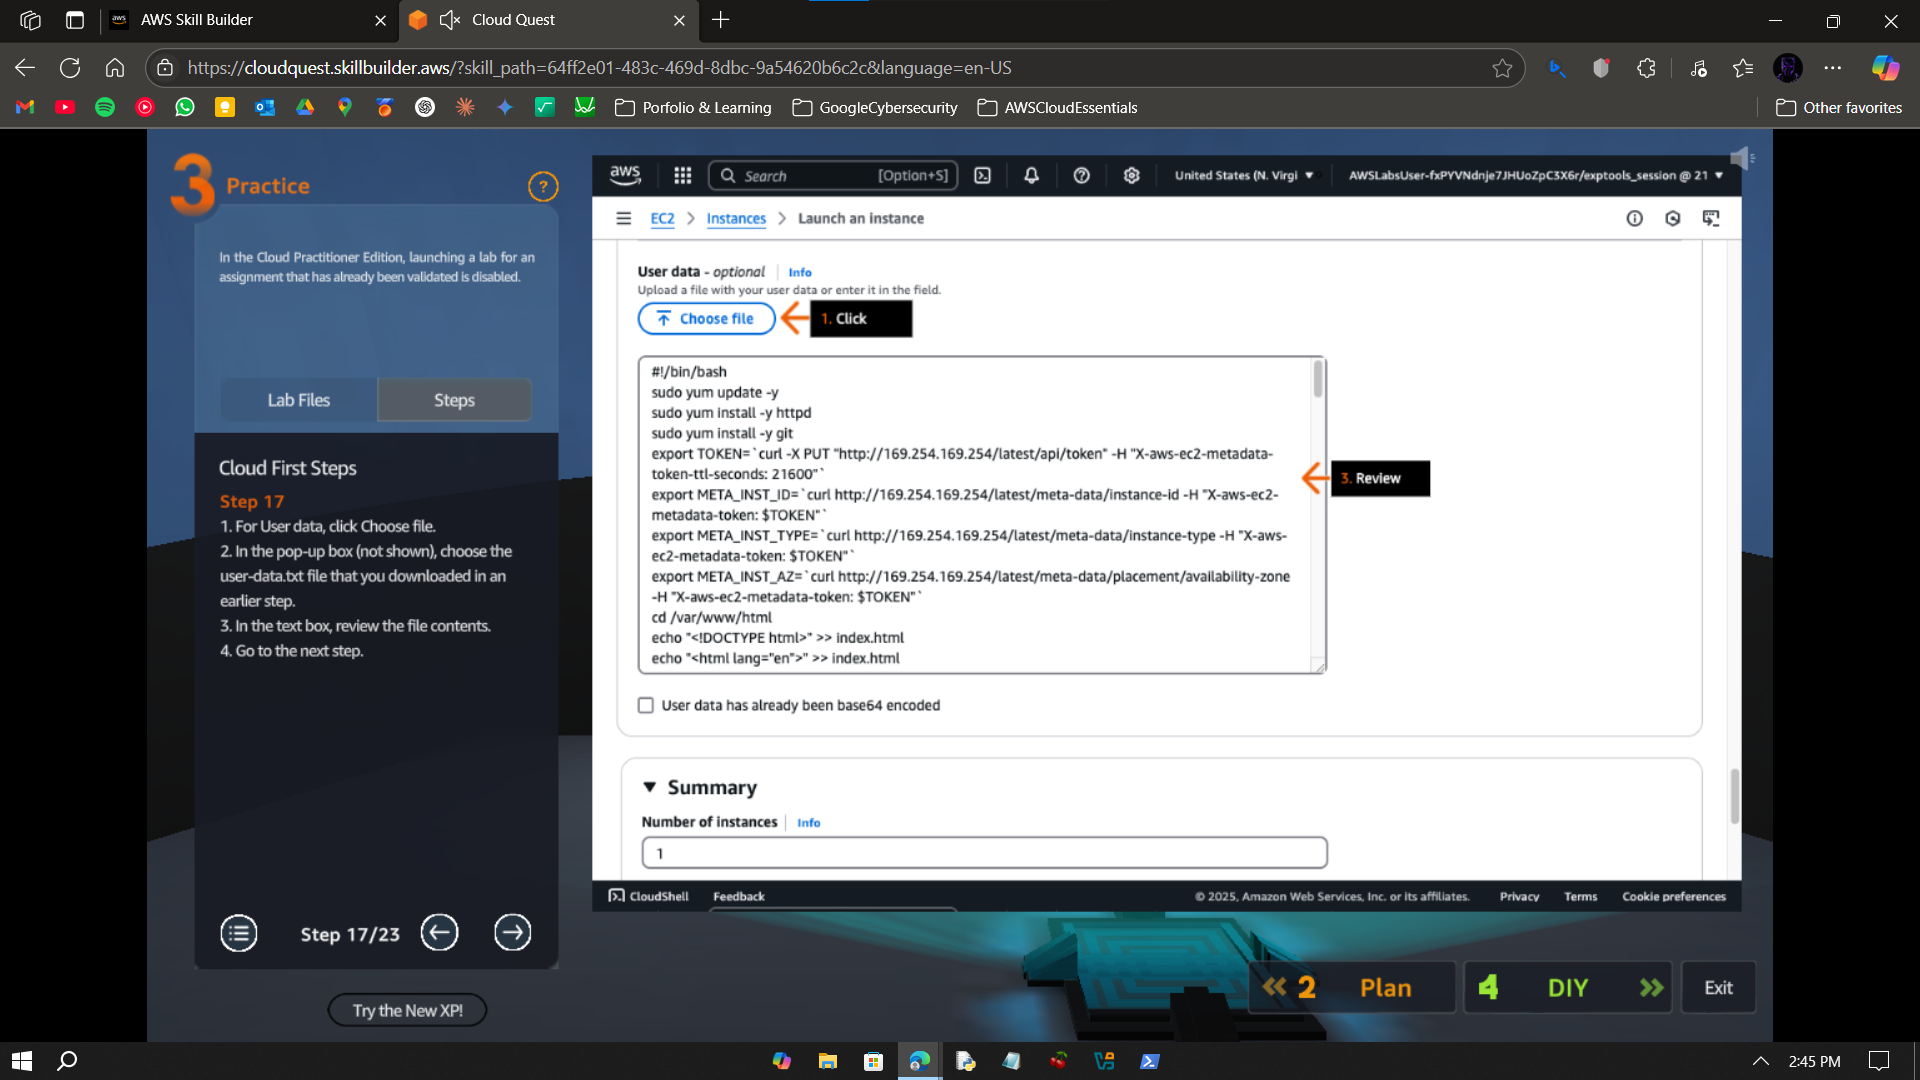 aws
AWS Skill Builder
Cloud Quest
https://cloudquest.skillbuilder.aws/?skill_path=64ff2e01-483c-469d-8dbc-9a54620b6c2c&language=en-US
Porfolio & Learning
GoogleCybersecurity
AWSCloudEssentials
Other favorites
3 Practice
?
In the Cloud Practitioner Edition, launching a lab for an
assignment that has already been validated is disabled.
Lab Files
Steps
Cloud First Steps
Step 17
1. For User data, click Choose file.
2. In the pop-up box (not shown), choose the
user-data.txt file that you downloaded in an
earlier step.
3. In the text box, review the file contents.
4. Go to the next step.
Step 17/23
Try the New XP!
aws
Search
[Option+S]
United States (N. Virgi
AWSLabsUser-fxPYVNdnje7JHUoZpC3X6r/exptools_session @ 21
EC2 > Instances > Launch an instance
User data - optional
Info
Upload a file with your user data or enter it in the field.
Choose file
1. Click
#!/bin/bash
sudo yum update -y
sudo yum install -y httpd
sudo yum install -y git
export TOKEN=`curl -X PUT "http://169.254.169.254/latest/api/token" -H "X-aws-ec2-metadata-
token-ttl-seconds: 21600"`
export META_INST_ID=`curl http://169.254.169.254/latest/meta-data/instance-id -H "X-aws-ec2-
metadata-token: $TOKEN"`
export META_INST_TYPE=`curl http://169.254.169.254/latest/meta-data/instance-type -H "X-aws-
ec2-metadata-token: $TOKEN"`
export META_INST_AZ=`curl http://169.254.169.254/latest/meta-data/placement/availability-zone
-H "X-aws-ec2-metadata-token: $TOKEN"`
cd /var/www/html
echo "<!DOCTYPE html>" >> index.html
echo "<html lang="en">" >> index.html
3. Review
User data has already been base64 encoded
Summary
Number of instances
Info
1
CloudShell
Feedback
© 2025, Amazon Web Services, Inc. or its affiliates.
Privacy
Terms
Cookie preferences
2 Plan
4 DIY
Exit
2:45 PM